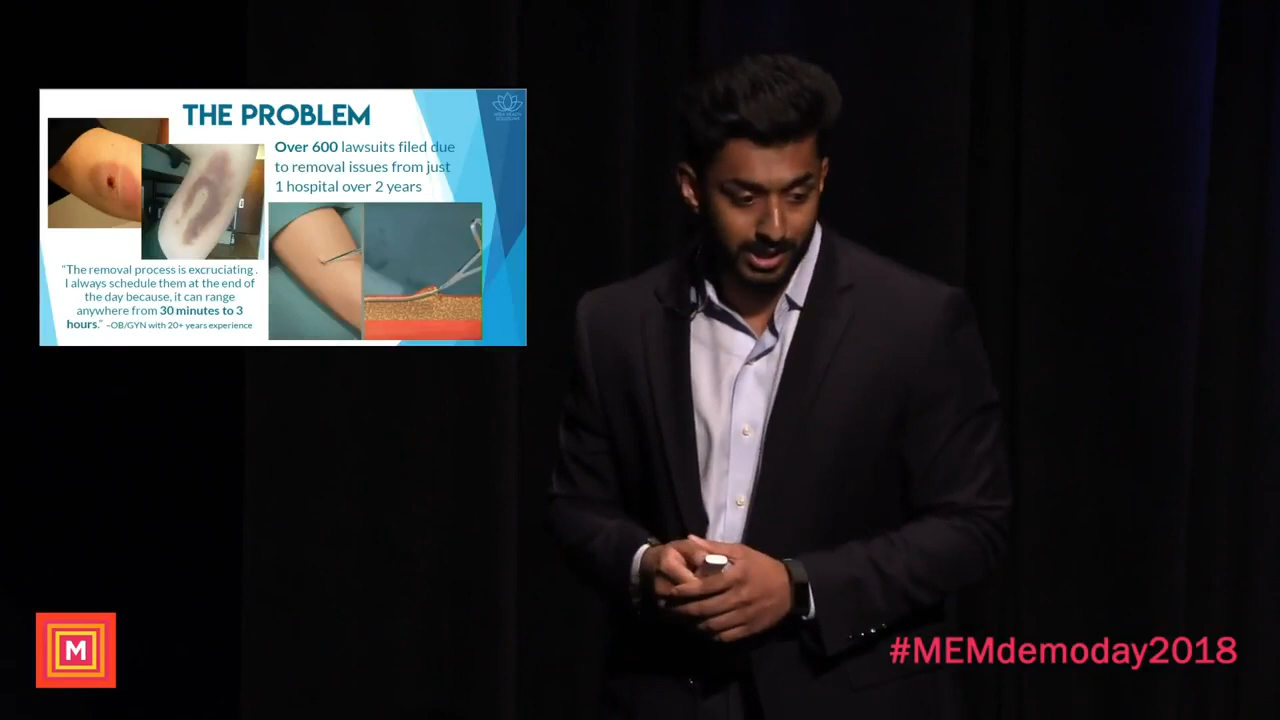 THE PROBLEM
Over 600 lawsuits filed due
to removal issues from just
1 hospital over 2 years
"The removal process is excruciating .
I always schedule them at the end of
the day because, it can range
anywhere from 30 minutes to 3
hours." –OB/GYN with 20+ years experience
M
#MEMdemoday2018